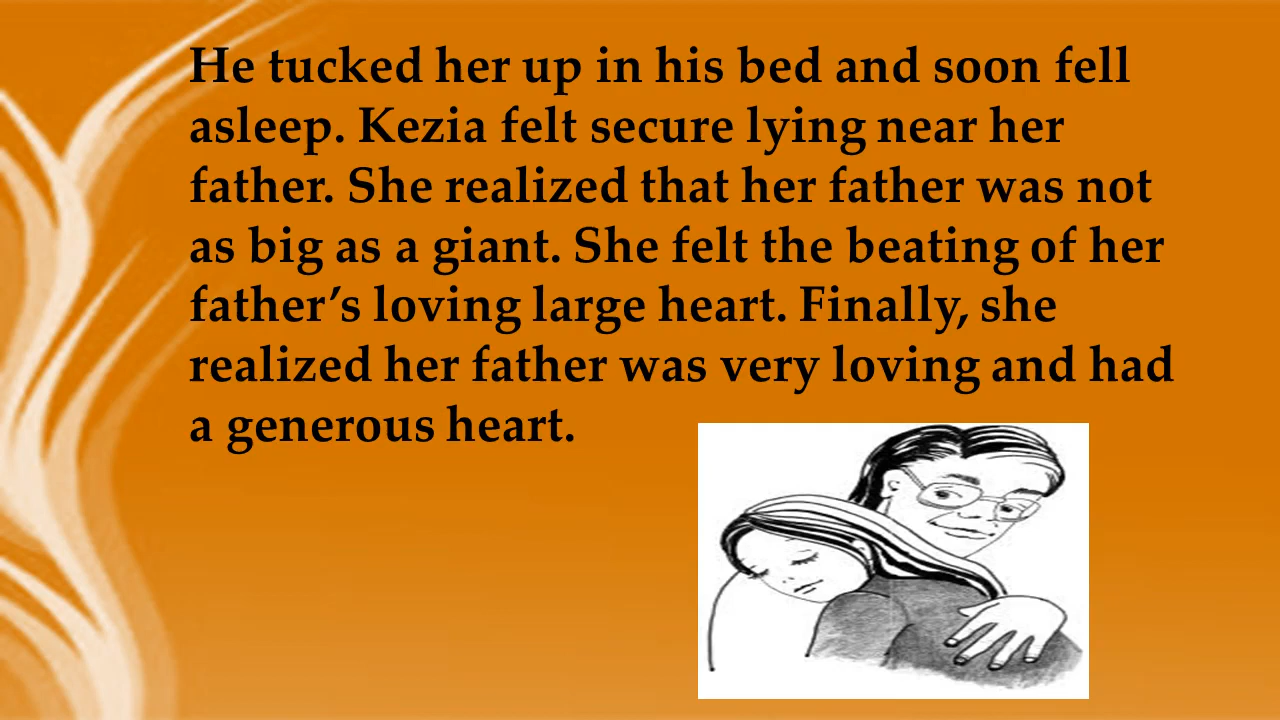 He tucked her up in his bed and soon fell
asleep. Kezia felt secure lying near her
father. She realized that her father was not
as big as a giant. She felt the beating of her
father’s loving large heart. Finally, she
realized her father was very loving and had
a generous heart.